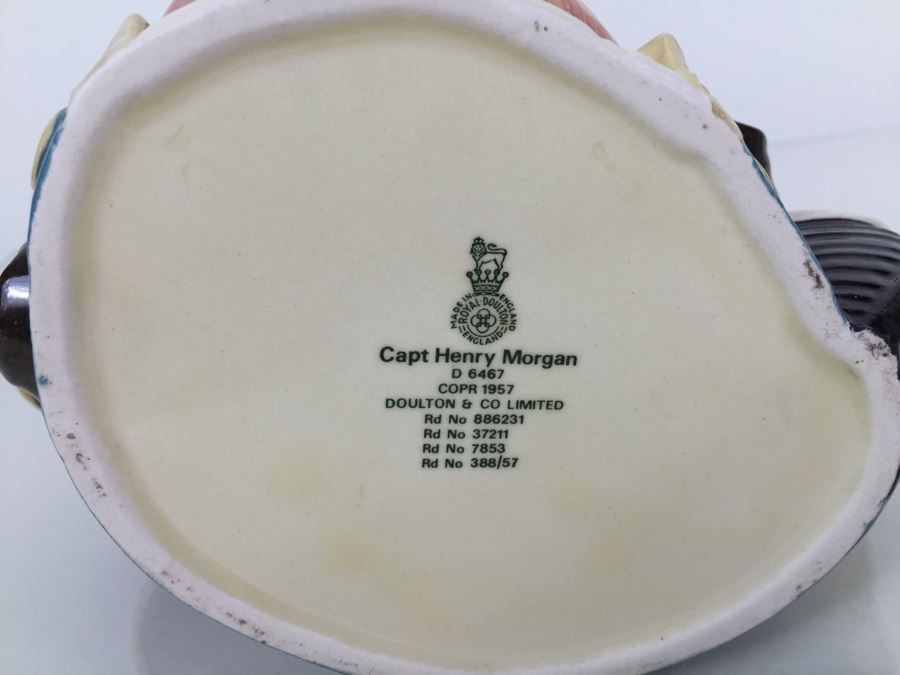 MADE IN ENGLAND
ROYAL·DOULTON
ENGLAND
Capt Henry Morgan
D 6467
COPR 1957
DOULTON & CO LIMITED
Rd No 886231
Rd No 37211
Rd No 7853
Rd No 388/57